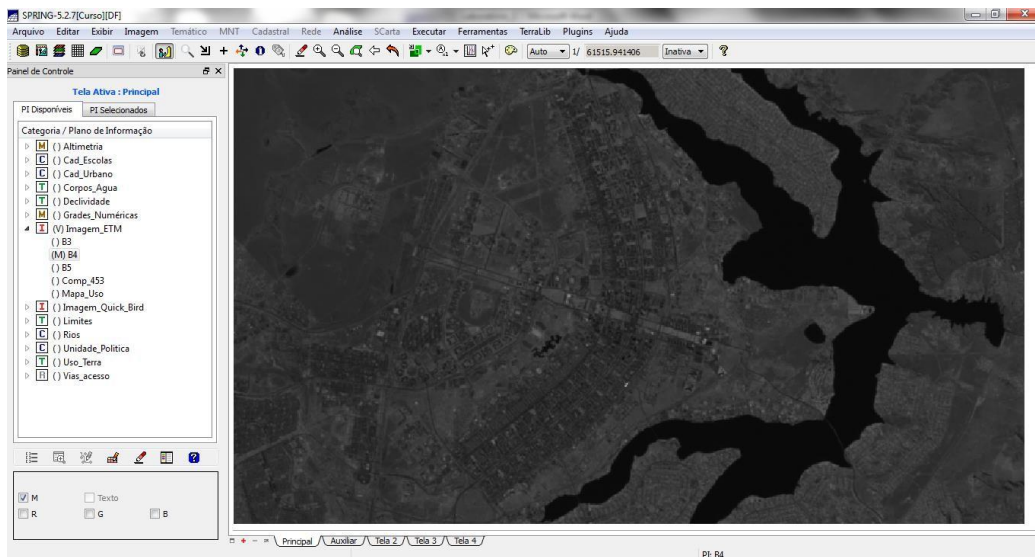 SPRING-5.2.7[Curso][DF]
Arquivo Editar Exibir Imagem Temático MNT Cadastral Rede Análise SCarta Executar Ferramentas TerraLib Plugins Ajuda
Auto 1/ 61515.941406 Inativa
Painel de Controle
Tela Ativa : Principal
PI Disponíveis PI Selecionados
Categoria / Plano de Informação
M () Altimetria
C () Cad_Escolas
C () Cad_Urbano
T () Corpos_Agua
T () Declividade
M () Grades_Numéricas
I (V) Imagem_ETM
() B3
(M) B4
() B5
() Comp_453
() Mapa_Uso
I () Imagem_Quick_Bird
T () Limites
C () Rios
C () Unidade_Politica
T () Uso_Terra
R () Vias_acesso
M Texto
R G B
Principal Auxiliar Tela 2 Tela 3 Tela 4
PI: B4